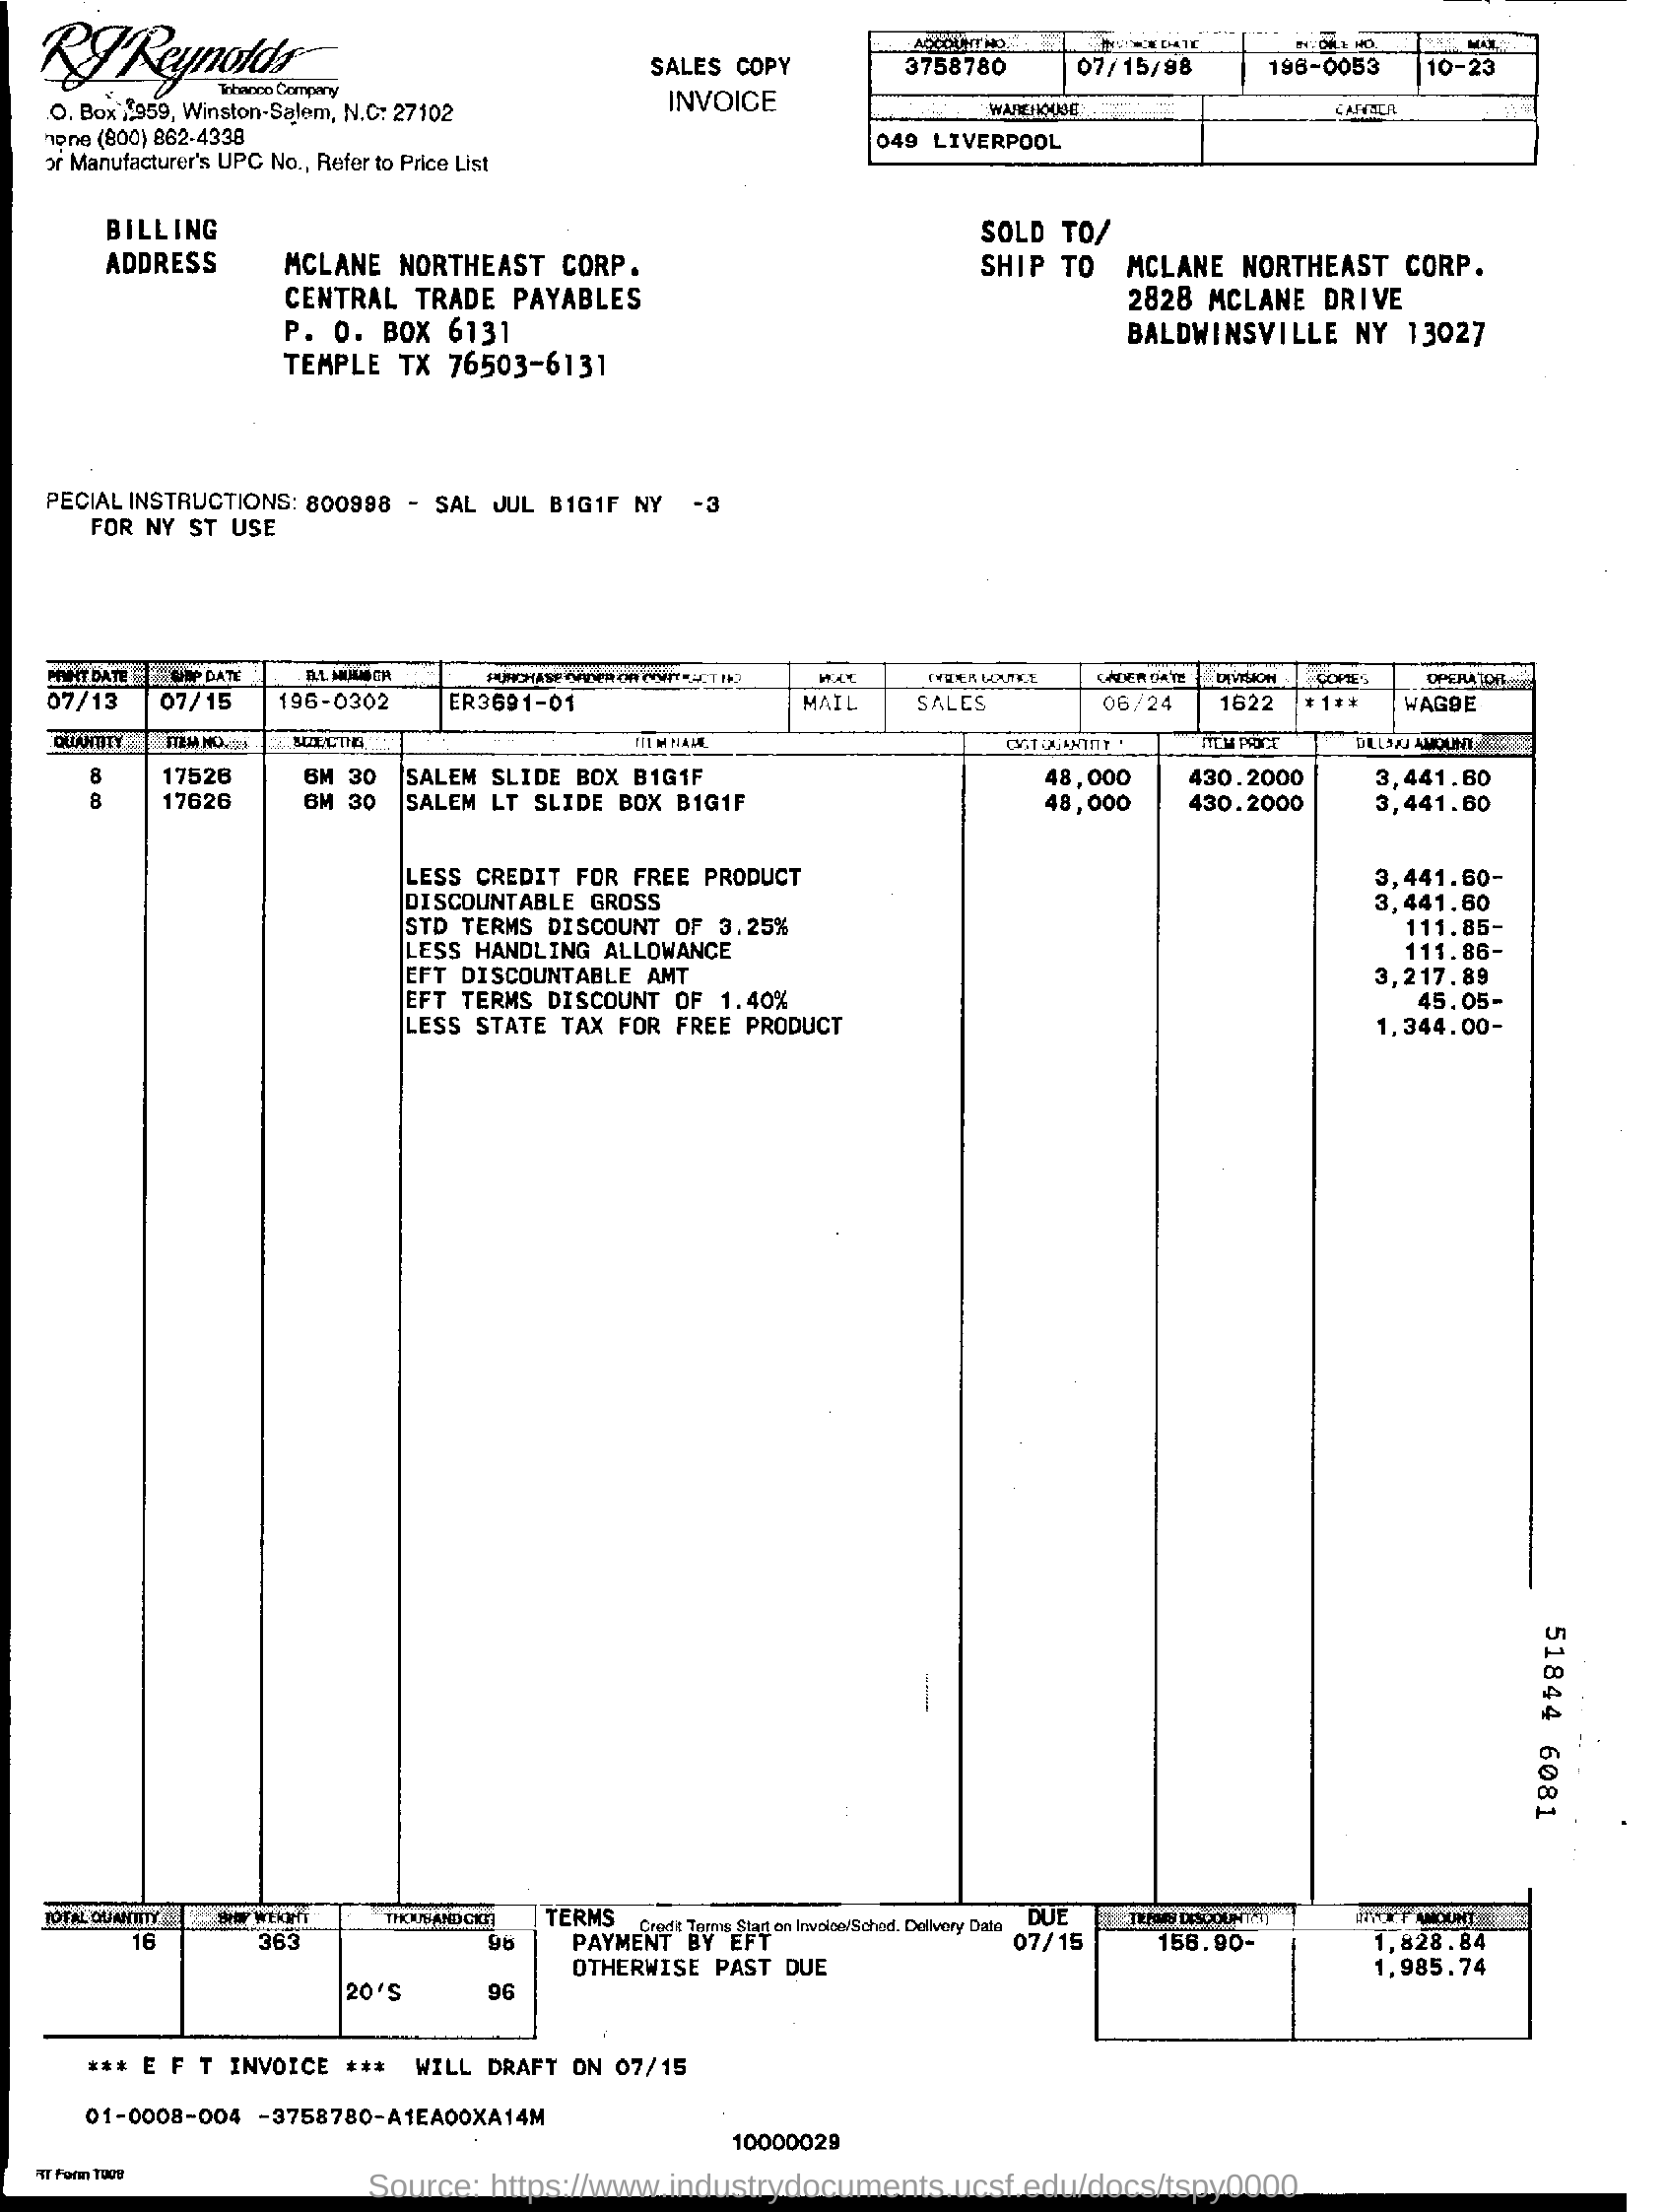 RJReynolds
Tobacco Company
.O. Box 2959, Winston-Salem, N.C. 27102
hone (800) 862-4338
or Manufacturer's UPC No., Refer to Price List
SALES COPY
INVOICE
ACCOUNT NO. INVOICE DATE INVOICE NO.
3758780 07/15/98 196-0053 10-23
WAREHOUSE CARRIER
049 LIVERPOOL
BILLING
ADDRESS
MCLANE NORTHEAST CORP.
CENTRAL TRADE PAYABLES
P. O. BOX 6131
TEMPLE TX 76503-6131
SOLD TO/
SHIP TO
MCLANE NORTHEAST CORP.
2828 MCLANE DRIVE
BALDWINSVILLE NY 13027
PECIAL INSTRUCTIONS: 800998 - SAL JUL B1G1F NY -3
FOR NY ST USE
PRINT DATE SHIP DATE B/L NUMBER PURCHASE ORDER OR CONTRACT NO MODE ORDER SOURCE ORDER DATE DIVISION COPIES OPERATOR
07/13 07/15 196-0302 ER3691-01 MAIL SALES 06/24 1622 *1** WAG9E
QUANTITY ITEM NO. SIZE/CTNS ITEM NAME CIGT QUANTITY ITEM PRICE BILLING AMOUNT
8 17526 6M 30 SALEM SLIDE BOX B1G1F 48,000 430.2000 3,441.60
8 17626 6M 30 SALEM LT SLIDE BOX B1G1F 48,000 430.2000 3,441.60
LESS CREDIT FOR FREE PRODUCT 3,441.60-
DISCOUNTABLE GROSS 3,441.60
STD TERMS DISCOUNT OF 3.25% 111.85-
LESS HANDLING ALLOWANCE 111.86-
EFT DISCOUNTABLE AMT 3,217.89
EFT TERMS DISCOUNT OF 1.40% 45.05-
LESS STATE TAX FOR FREE PRODUCT 1,344.00-
51844 6081
TOTAL QUANTITY SHIP WEIGHT THOUSAND CIGS TERMS Credit Terms Start on Invoice/Sched. Delivery Date DUE TERMS DISCOUNT(S) INVOICE AMOUNT
16 363 96 PAYMENT BY EFT 07/15 156.90- 1,828.84
OTHERWISE PAST DUE 1,985.74
20'S 96
*** E F T INVOICE *** WILL DRAFT ON 07/15
01-0008-004 -3758780-A1EA00XA14M
10000029
RT Form T008
Source: https://www.industrydocuments.ucsf.edu/docs/tspy0000